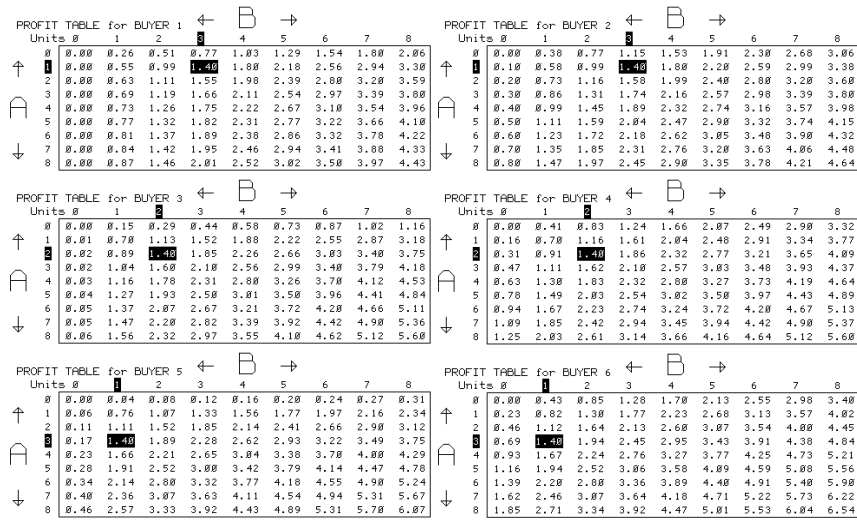 PROFIT TABLE for BUYER 1 ← B →
Units 0 1 2 3 4 5 6 7 8
0 0.00 0.26 0.51 0.77 1.03 1.29 1.54 1.80 2.06
↑ 1 0.00 0.55 0.99 1.40 1.80 2.18 2.56 2.94 3.30
2 0.00 0.63 1.11 1.55 1.98 2.39 2.80 3.20 3.59
A 3 0.00 0.69 1.19 1.66 2.11 2.54 2.97 3.39 3.80
4 0.00 0.73 1.26 1.75 2.22 2.67 3.10 3.54 3.96
5 0.00 0.77 1.32 1.82 2.31 2.77 3.22 3.66 4.10
6 0.00 0.81 1.37 1.89 2.38 2.86 3.32 3.78 4.22
↓ 7 0.00 0.84 1.42 1.95 2.46 2.94 3.41 3.88 4.33
8 0.00 0.87 1.46 2.01 2.52 3.02 3.50 3.97 4.43
PROFIT TABLE for BUYER 2 ← B →
Units 0 1 2 3 4 5 6 7 8
0 0.00 0.38 0.77 1.15 1.53 1.91 2.30 2.68 3.06
↑ 1 0.10 0.58 0.99 1.40 1.80 2.20 2.59 2.99 3.38
2 0.20 0.73 1.16 1.58 1.99 2.40 2.80 3.20 3.60
A 3 0.30 0.86 1.31 1.74 2.16 2.57 2.98 3.39 3.80
4 0.40 0.99 1.45 1.89 2.32 2.74 3.16 3.57 3.98
5 0.50 1.11 1.59 2.04 2.47 2.90 3.32 3.74 4.15
6 0.60 1.23 1.72 2.18 2.62 3.05 3.48 3.90 4.32
↓ 7 0.70 1.35 1.85 2.31 2.76 3.20 3.63 4.06 4.48
8 0.80 1.47 1.97 2.45 2.90 3.35 3.78 4.21 4.64
PROFIT TABLE for BUYER 3 ← B →
Units 0 1 2 3 4 5 6 7 8
0 0.00 0.15 0.29 0.44 0.58 0.73 0.87 1.02 1.16
↑ 1 0.01 0.70 1.13 1.52 1.88 2.22 2.55 2.87 3.18
2 0.02 0.89 1.40 1.85 2.26 2.66 3.03 3.40 3.75
A 3 0.02 1.04 1.60 2.10 2.56 2.99 3.40 3.79 4.18
4 0.03 1.16 1.78 2.31 2.80 3.26 3.70 4.12 4.53
5 0.04 1.27 1.93 2.50 3.01 3.50 3.96 4.41 4.84
6 0.05 1.37 2.07 2.67 3.21 3.72 4.20 4.66 5.11
↓ 7 0.05 1.47 2.20 2.82 3.39 3.92 4.42 4.90 5.36
8 0.06 1.56 2.32 2.97 3.55 4.10 4.62 5.12 5.60
PROFIT TABLE for BUYER 4 ← B →
Units 0 1 2 3 4 5 6 7 8
0 0.00 0.41 0.83 1.24 1.66 2.07 2.49 2.90 3.32
↑ 1 0.16 0.70 1.16 1.61 2.04 2.48 2.91 3.34 3.77
2 0.31 0.91 1.40 1.86 2.32 2.77 3.21 3.65 4.09
A 3 0.47 1.11 1.62 2.10 2.57 3.03 3.48 3.93 4.37
4 0.63 1.30 1.83 2.32 2.80 3.27 3.73 4.19 4.64
5 0.78 1.49 2.03 2.54 3.02 3.50 3.97 4.43 4.89
6 0.94 1.67 2.23 2.74 3.24 3.72 4.20 4.67 5.13
↓ 7 1.09 1.85 2.42 2.94 3.45 3.94 4.42 4.90 5.37
8 1.25 2.03 2.61 3.14 3.66 4.16 4.64 5.12 5.60
PROFIT TABLE for BUYER 5 ← B →
Units 0 1 2 3 4 5 6 7 8
0 0.00 0.04 0.08 0.12 0.16 0.20 0.24 0.27 0.31
↑ 1 0.06 0.76 1.07 1.33 1.56 1.77 1.97 2.16 2.34
2 0.11 1.11 1.52 1.85 2.14 2.41 2.66 2.90 3.12
3 0.17 1.40 1.89 2.28 2.62 2.93 3.22 3.49 3.75
A 4 0.23 1.66 2.21 2.65 3.04 3.38 3.70 4.00 4.29
5 0.28 1.91 2.52 3.00 3.42 3.79 4.14 4.47 4.78
6 0.34 2.14 2.80 3.32 3.77 4.18 4.55 4.90 5.24
↓ 7 0.40 2.36 3.07 3.63 4.11 4.54 4.94 5.31 5.67
8 0.46 2.57 3.33 3.92 4.43 4.89 5.31 5.70 6.07
PROFIT TABLE for BUYER 6 ← B →
Units 0 1 2 3 4 5 6 7 8
0 0.00 0.43 0.85 1.28 1.70 2.13 2.55 2.98 3.40
↑ 1 0.23 0.82 1.30 1.77 2.23 2.68 3.13 3.57 4.02
2 0.46 1.12 1.64 2.13 2.60 3.07 3.54 4.00 4.45
3 0.69 1.40 1.94 2.45 2.95 3.43 3.91 4.38 4.84
A 4 0.93 1.67 2.24 2.76 3.27 3.77 4.25 4.73 5.21
5 1.16 1.94 2.52 3.06 3.58 4.09 4.59 5.08 5.56
6 1.39 2.20 2.80 3.36 3.89 4.40 4.91 5.40 5.90
↓ 7 1.62 2.46 3.07 3.64 4.18 4.71 5.22 5.73 6.22
8 1.85 2.71 3.34 3.92 4.47 5.01 5.53 6.04 6.54